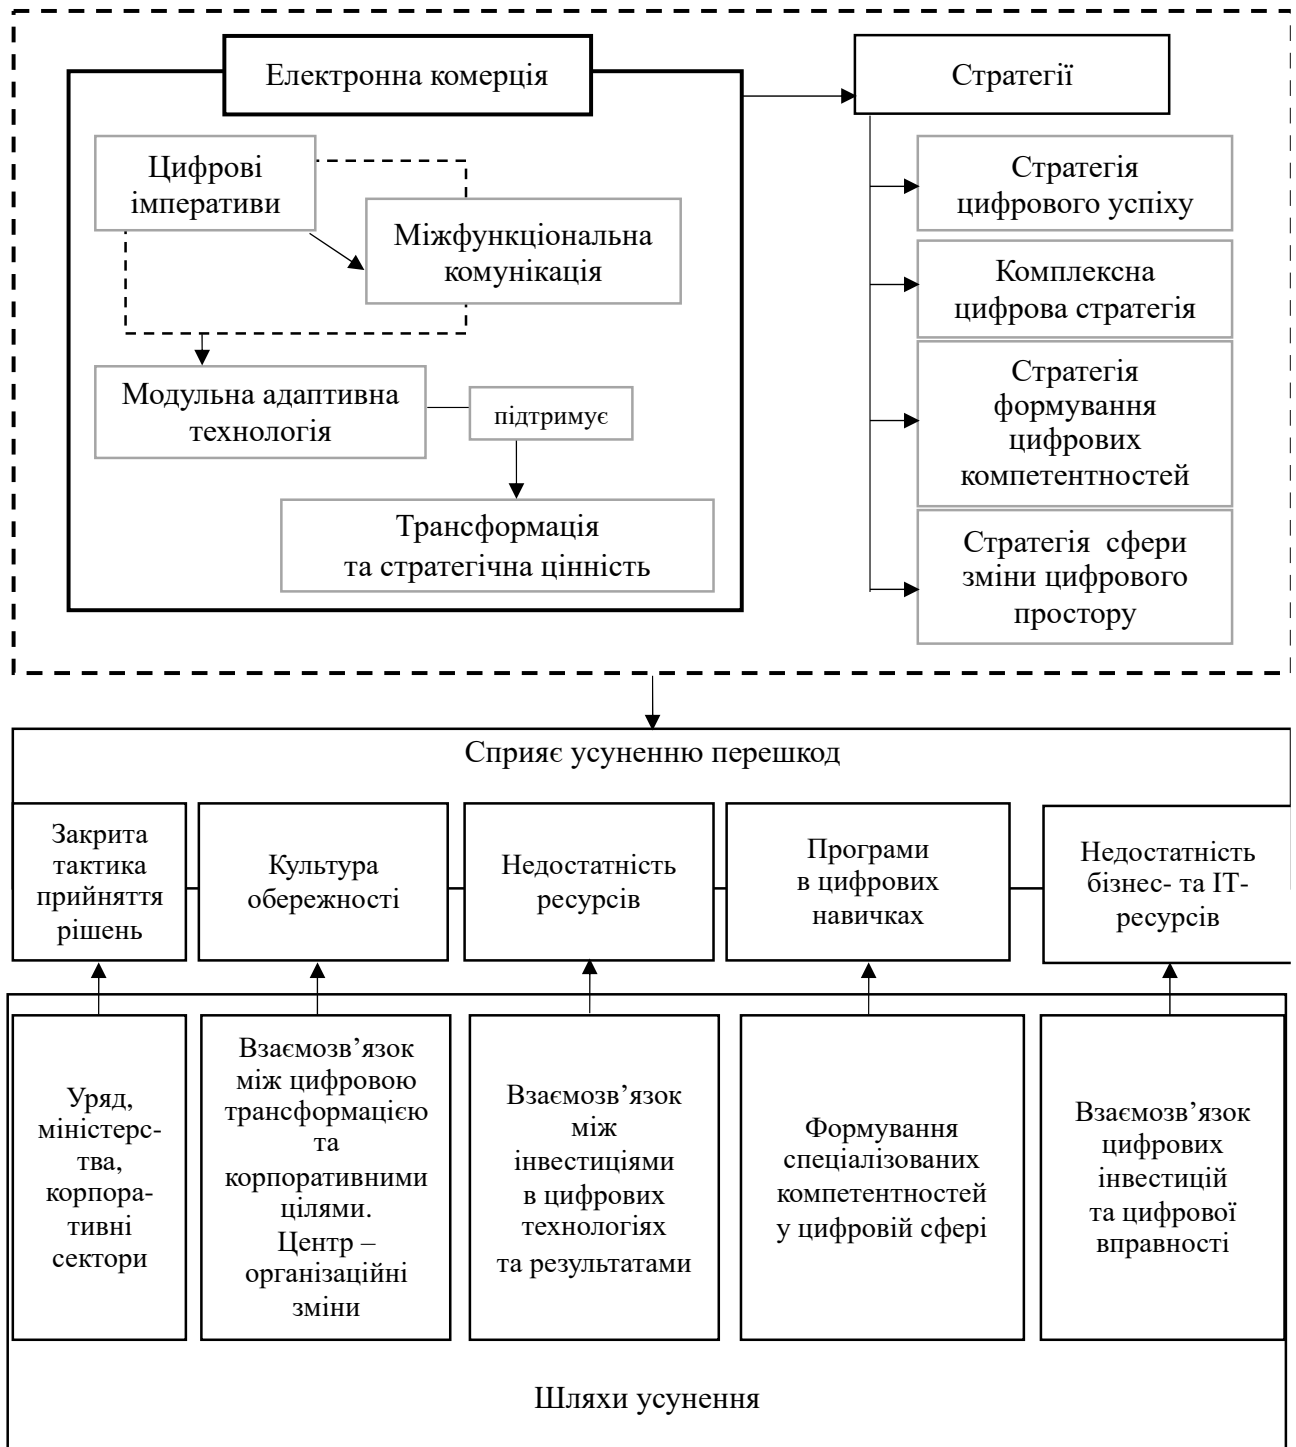 Електронна комерція
Стратегії
Цифрові
імперативи
Міжфункціональна
комунікація
Модульна адаптивна
технологія
підтримує
Трансформація
та стратегічна цінність
Стратегія
цифрового успіху
Комплексна
цифрова стратегія
Стратегія
формування
цифрових
компетентностей
Стратегія сфери
зміни цифрового
простору
Сприяє усуненню перешкод
Закрита
тактика
прийняття
рішень
Культура
обережності
Недостатність
ресурсів
Програми
в цифрових
навичках
Недостатність
бізнес- та ІТ-
ресурсів
Уряд,
міністерс-
тва,
корпора-
тивні
сектори
Взаємозв’язок
між цифровою
трансформацією
та
корпоративними
цілями.
Центр –
організаційні
зміни
Взаємозв’язок
між
інвестиціями
в цифрових
технологіях
та результатами
Формування
спеціалізованих
компетентностей
у цифровій сфері
Взаємозв’язок
цифрових
інвестицій
та цифрової
вправності
Шляхи усунення